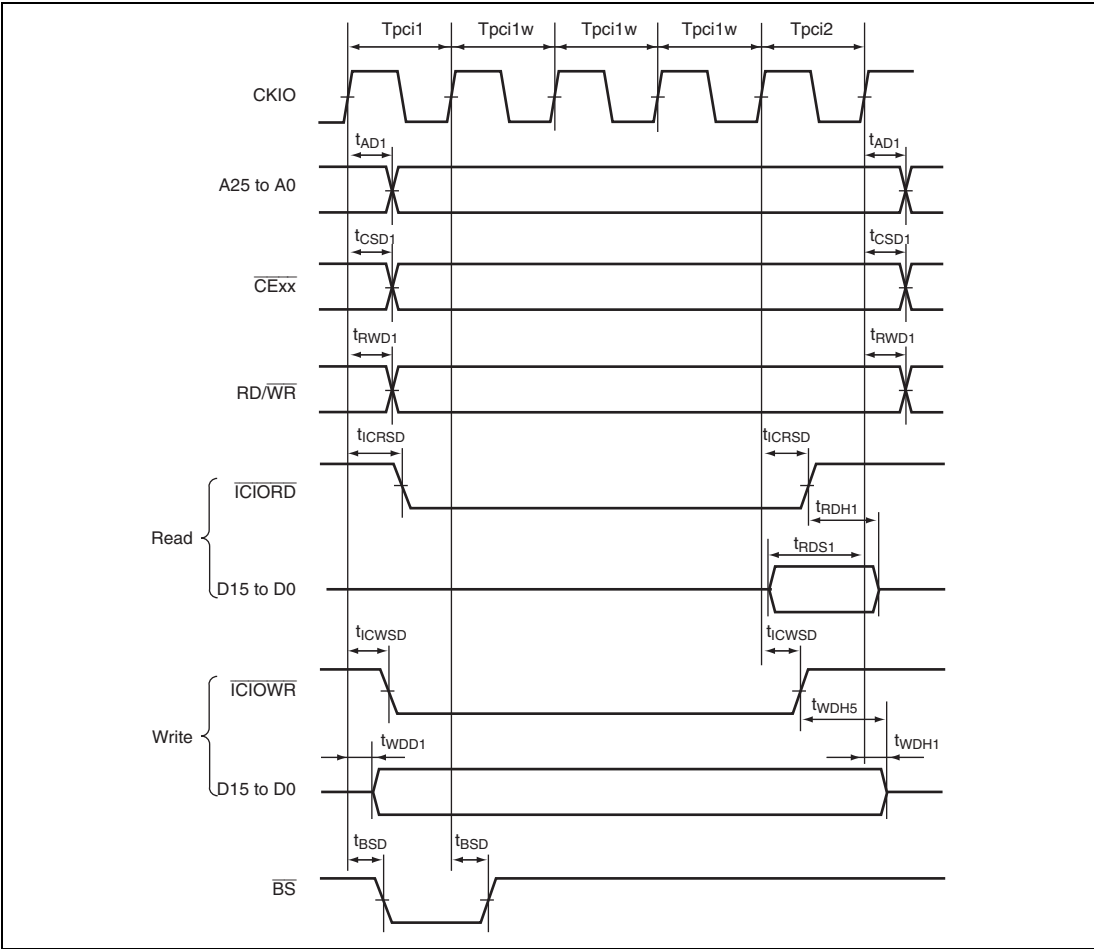 Tpci1 Tpci1w Tpci1w Tpci1w Tpci2
CKIO
tAD1 tAD1
A25 to A0
tCSD1 tCSD1
CExx
tRWD1 tRWD1
RD/WR
tICRSD tICRSD
ICIORD
tRDH1
Read
tRDS1
D15 to D0
tICWSD tICWSD
ICIOWR
tWDH5
Write
tWDD1 tWDH1
D15 to D0
tBSD tBSD
BS